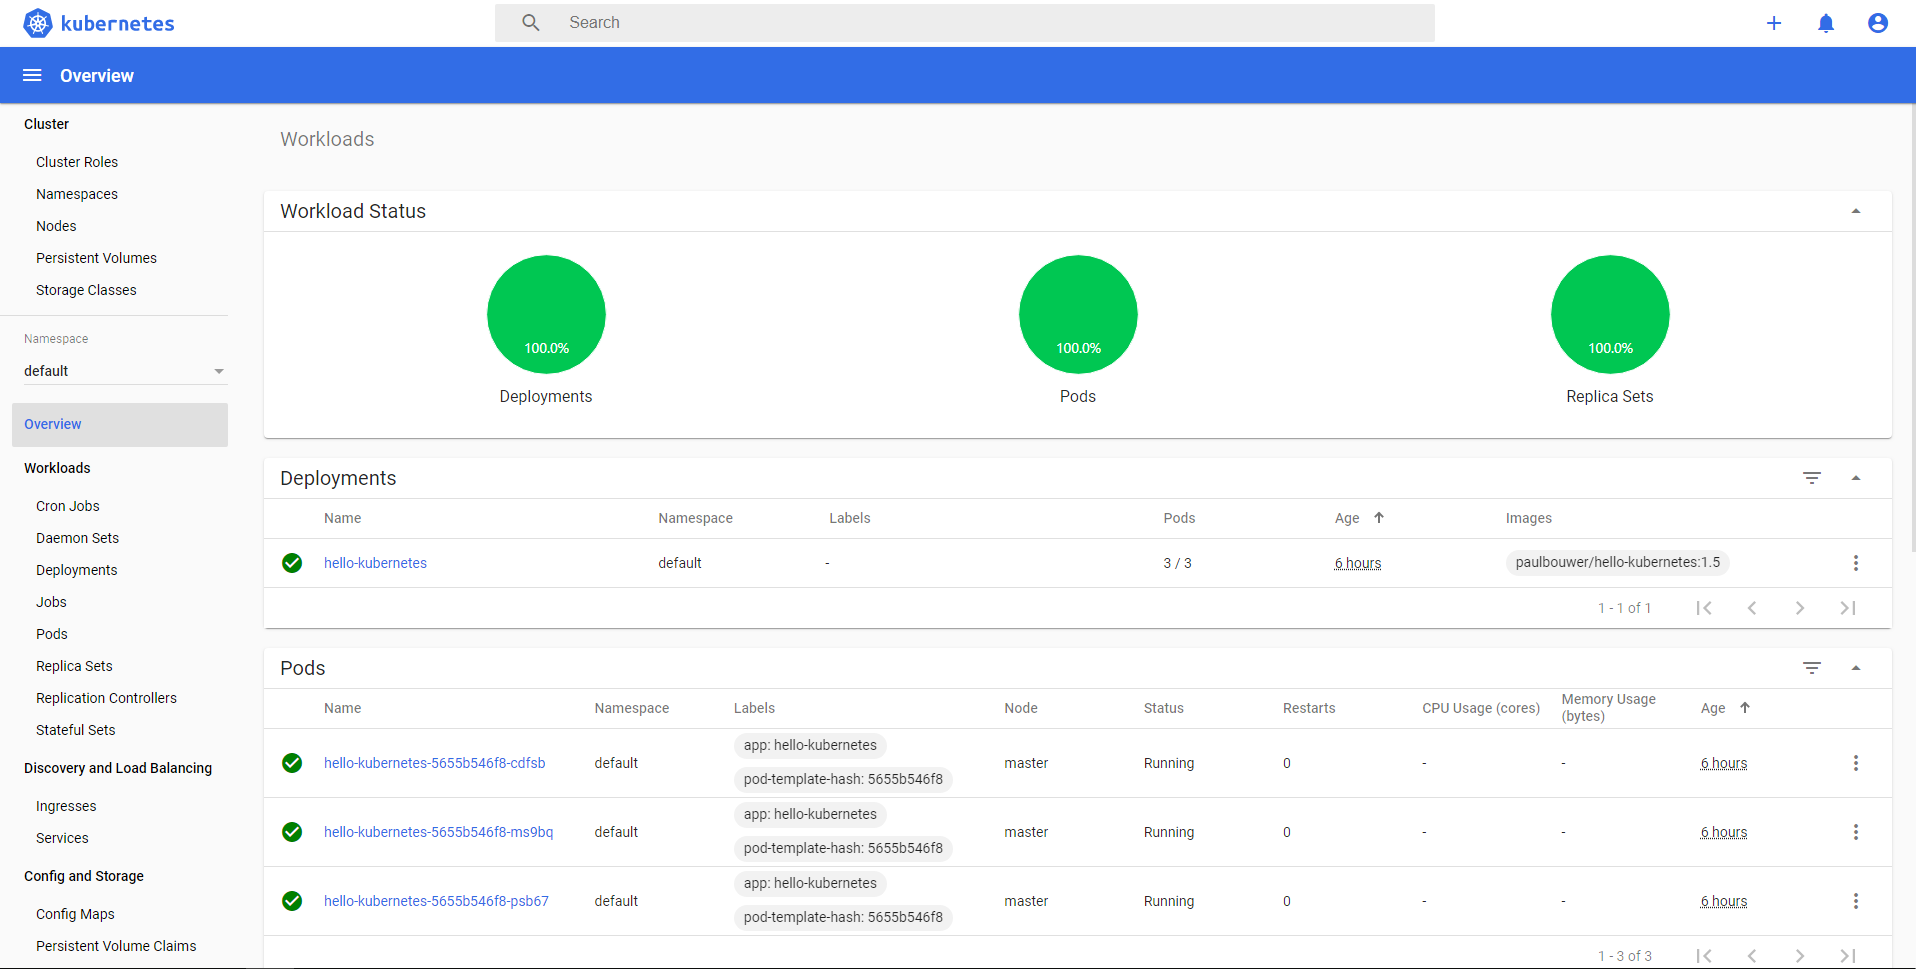 kubernetes
Search
Overview
Cluster
Cluster Roles
Namespaces
Nodes
Persistent Volumes
Storage Classes
Namespace
default
Overview
Workloads
Cron Jobs
Daemon Sets
Deployments
Jobs
Pods
Replica Sets
Replication Controllers
Stateful Sets
Discovery and Load Balancing
Ingresses
Services
Config and Storage
Config Maps
Persistent Volume Claims
Workloads
Workload Status
100.0% 100.0% 100.0%
Deployments Pods Replica Sets
Deployments
Name Namespace Labels Pods Age Images
hello-kubernetes default - 3 / 3 6 hours paulbouwer/hello-kubernetes:1.5
1 - 1 of 1
Pods
Name Namespace Labels Node Status Restarts CPU Usage (cores) Memory Usage (bytes) Age
hello-kubernetes-5655b546f8-cdfsb default app: hello-kubernetes master Running 0 - - 6 hours
pod-template-hash: 5655b546f8
hello-kubernetes-5655b546f8-ms9bq default app: hello-kubernetes master Running 0 - - 6 hours
pod-template-hash: 5655b546f8
hello-kubernetes-5655b546f8-psb67 default app: hello-kubernetes master Running 0 - - 6 hours
pod-template-hash: 5655b546f8
1 - 3 of 3